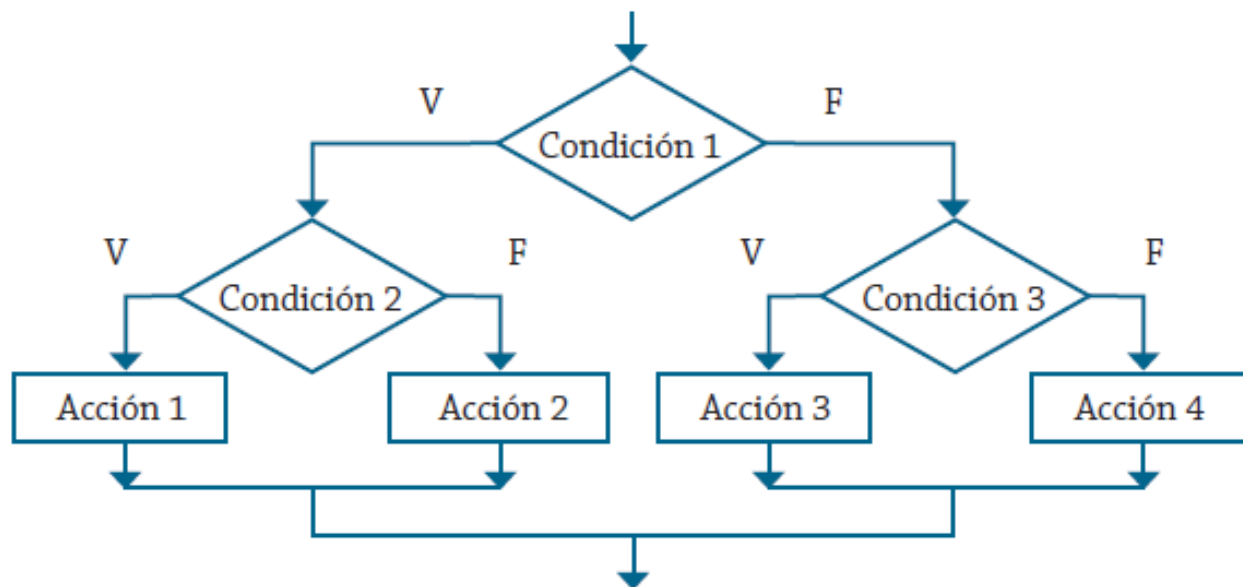 V
F
Condición 1
V
F
V
F
Condición 2
Condición 3
Acción 1
Acción 2
Acción 3
Acción 4